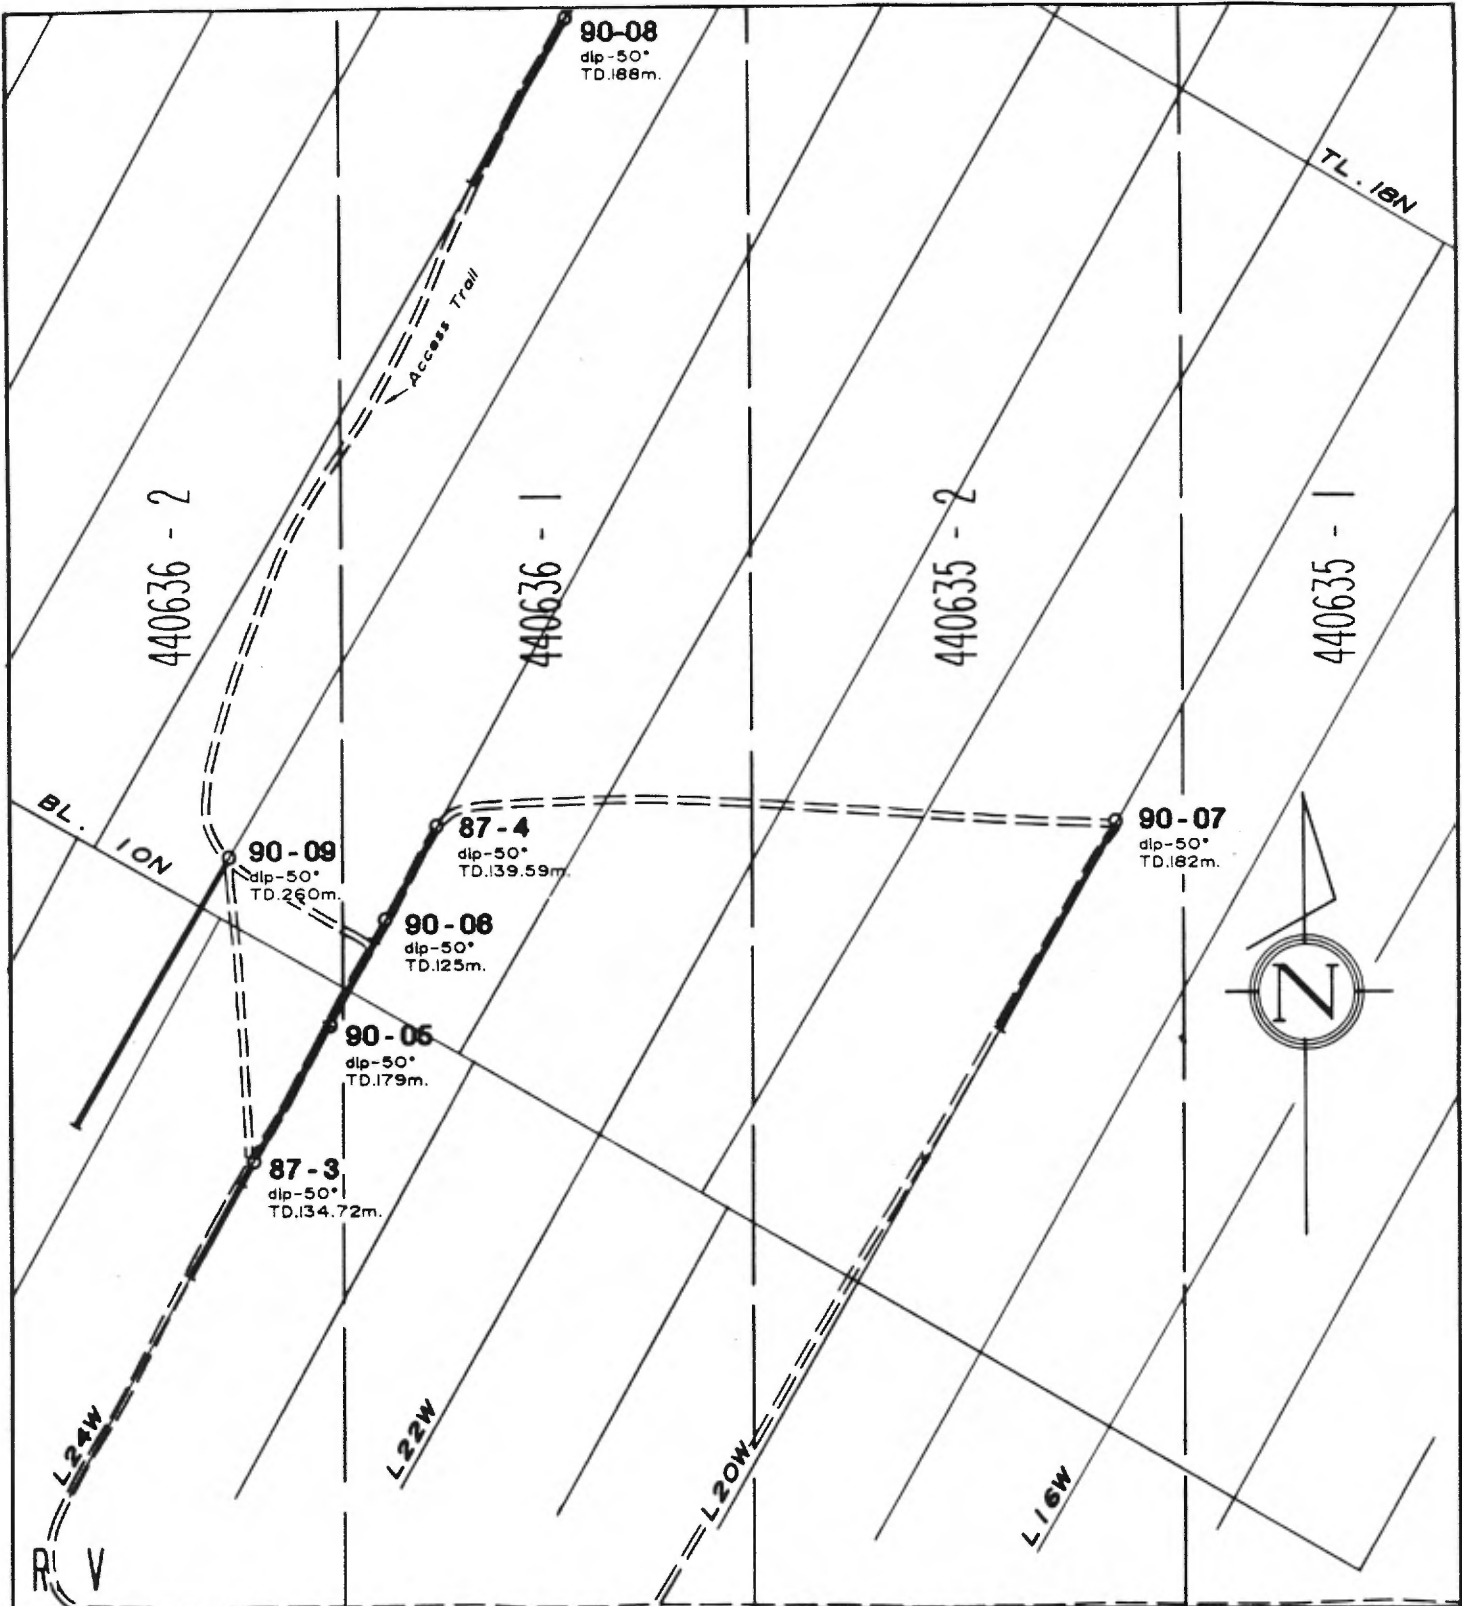 90-08
dip-50°
TD.188m.
TL. 18N
Access Trail
440636 - 2
440636 - 1
440635 - 2
440635 - 1
BL. 10N
87-4
dip-50°
TD.139.59m.
90-07
dip-50°
TD.182m.
90-09
dip-50°
TD.260m.
90-06
dip-50°
TD.125m.
N
90-05
dip-50°
TD.179m.
87-3
dip-50°
TD.134.72m.
L24W
L22W
L20W
L16W
R V